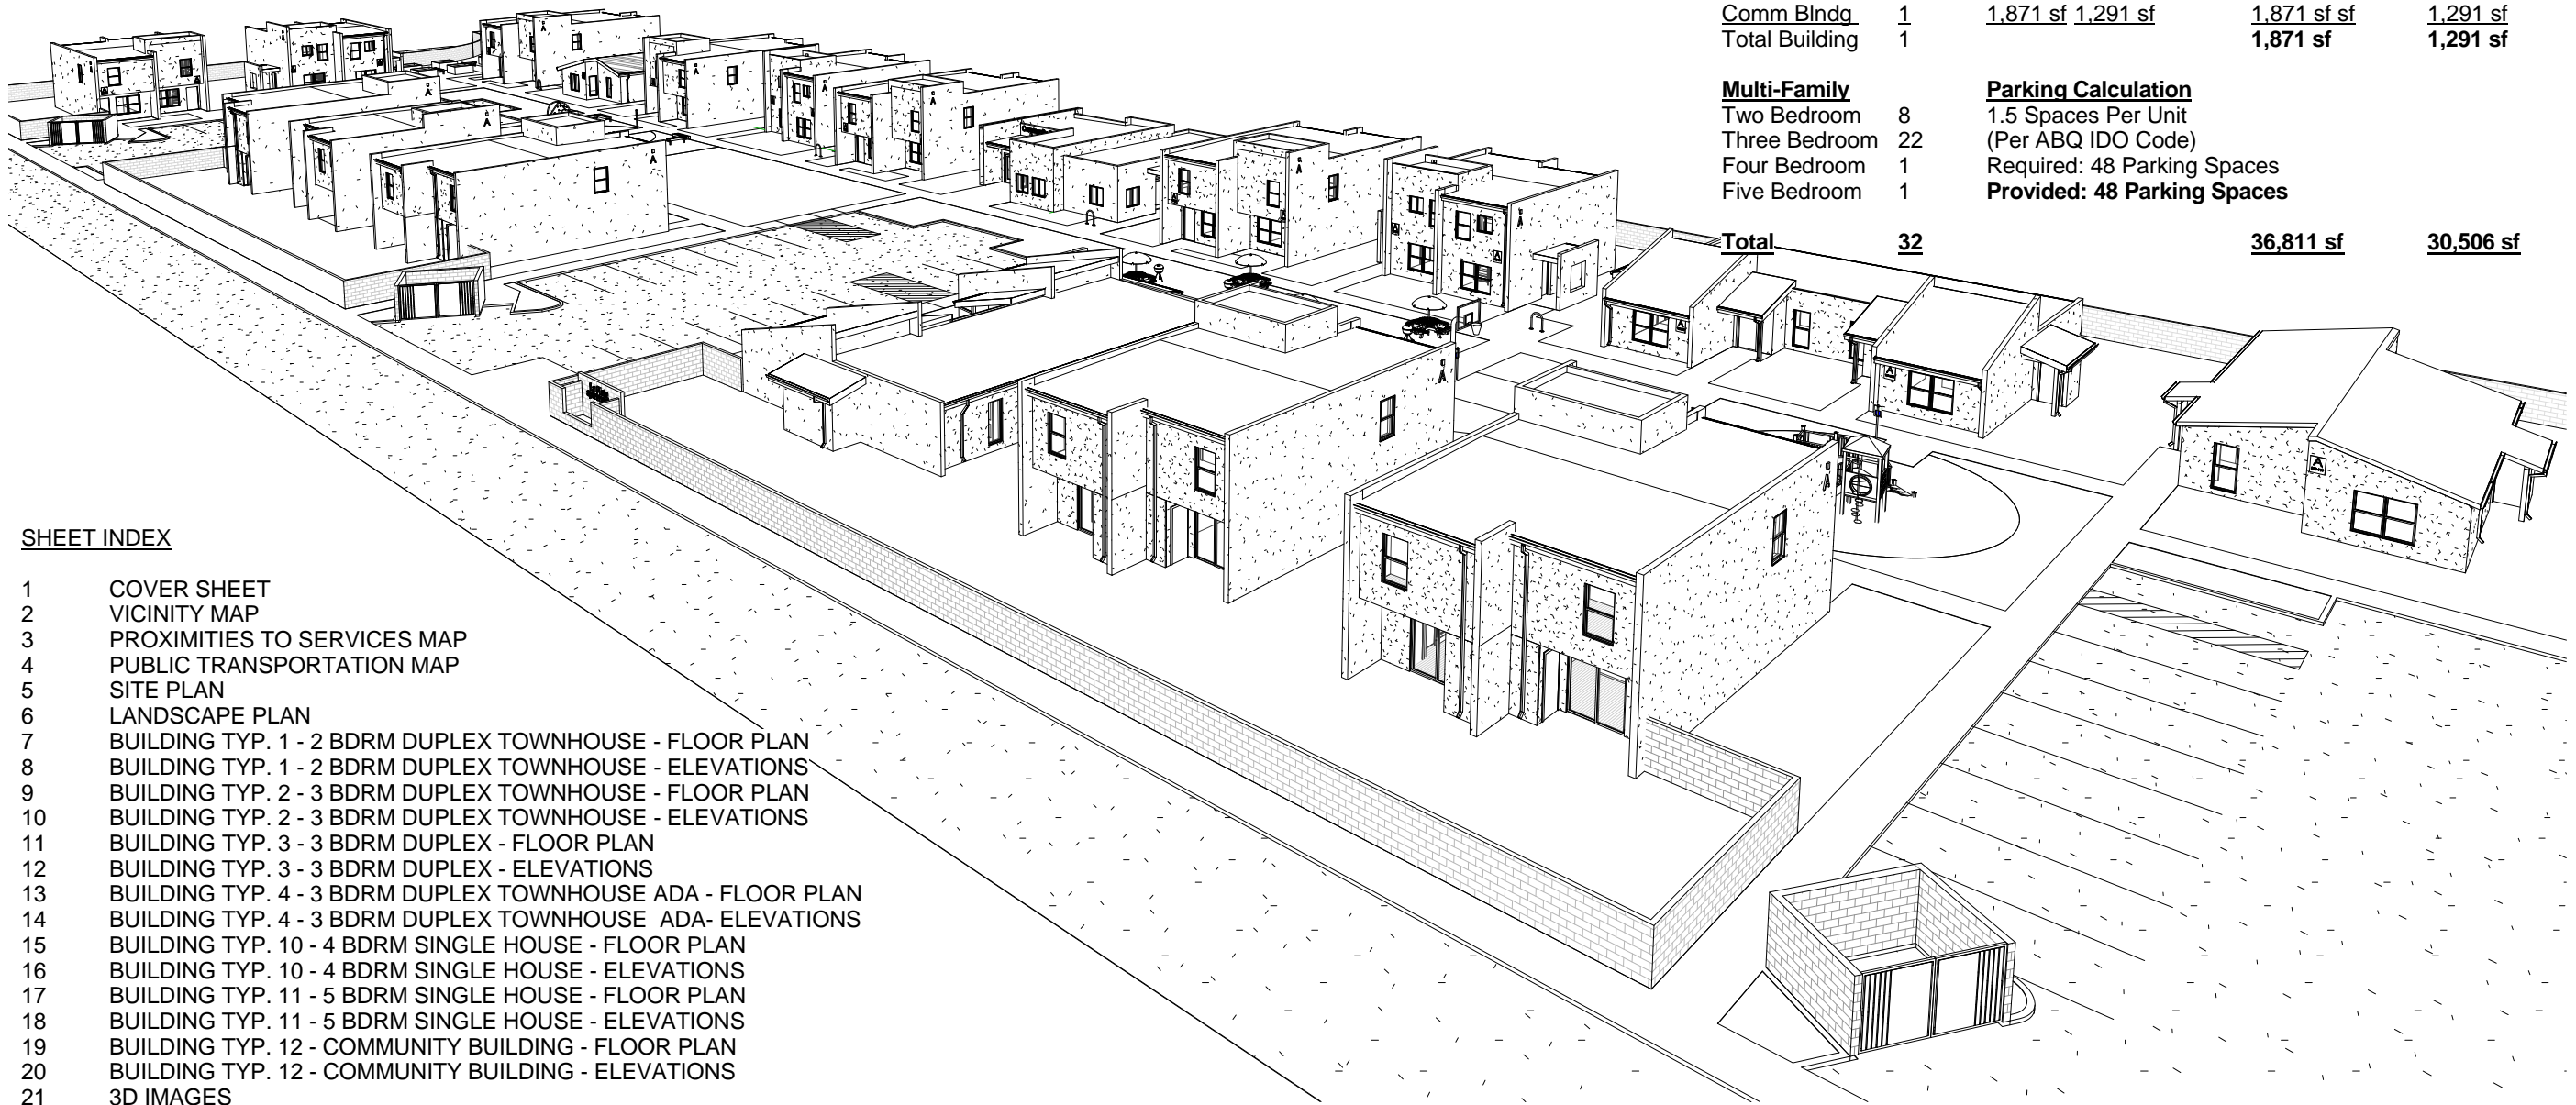 Comm Blndg 1 1,871 sf 1,291 sf 1,871 sf sf 1,291 sf
Total Building 1 1,871 sf 1,291 sf
Multi-Family Parking Calculation
Two Bedroom 8 1.5 Spaces Per Unit
Three Bedroom 22 (Per ABQ IDO Code)
Four Bedroom 1 Required: 48 Parking Spaces
Five Bedroom 1 Provided: 48 Parking Spaces
Total 32 36,811 sf 30,506 sf
SHEET INDEX
1 COVER SHEET
2 VICINITY MAP
3 PROXIMITIES TO SERVICES MAP
4 PUBLIC TRANSPORTATION MAP
5 SITE PLAN
6 LANDSCAPE PLAN
7 BUILDING TYP. 1 - 2 BDRM DUPLEX TOWNHOUSE - FLOOR PLAN
8 BUILDING TYP. 1 - 2 BDRM DUPLEX TOWNHOUSE - ELEVATIONS
9 BUILDING TYP. 2 - 3 BDRM DUPLEX TOWNHOUSE - FLOOR PLAN
10 BUILDING TYP. 2 - 3 BDRM DUPLEX TOWNHOUSE - ELEVATIONS
11 BUILDING TYP. 3 - 3 BDRM DUPLEX - FLOOR PLAN
12 BUILDING TYP. 3 - 3 BDRM DUPLEX - ELEVATIONS
13 BUILDING TYP. 4 - 3 BDRM DUPLEX TOWNHOUSE ADA - FLOOR PLAN
14 BUILDING TYP. 4 - 3 BDRM DUPLEX TOWNHOUSE ADA- ELEVATIONS
15 BUILDING TYP. 10 - 4 BDRM SINGLE HOUSE - FLOOR PLAN
16 BUILDING TYP. 10 - 4 BDRM SINGLE HOUSE - ELEVATIONS
17 BUILDING TYP. 11 - 5 BDRM SINGLE HOUSE - FLOOR PLAN
18 BUILDING TYP. 11 - 5 BDRM SINGLE HOUSE - ELEVATIONS
19 BUILDING TYP. 12 - COMMUNITY BUILDING - FLOOR PLAN
20 BUILDING TYP. 12 - COMMUNITY BUILDING - ELEVATIONS
21 3D IMAGES